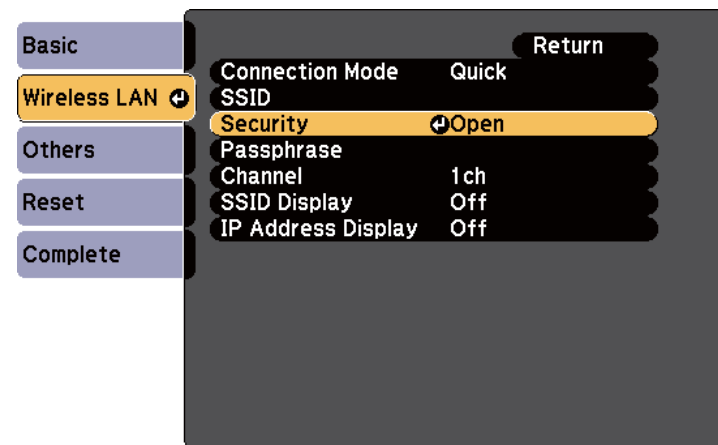 Basic
Wireless LAN
Others
Reset
Complete
Return
Connection Mode Quick
SSID
Security Open
Passphrase
Channel 1ch
SSID Display Off
IP Address Display Off